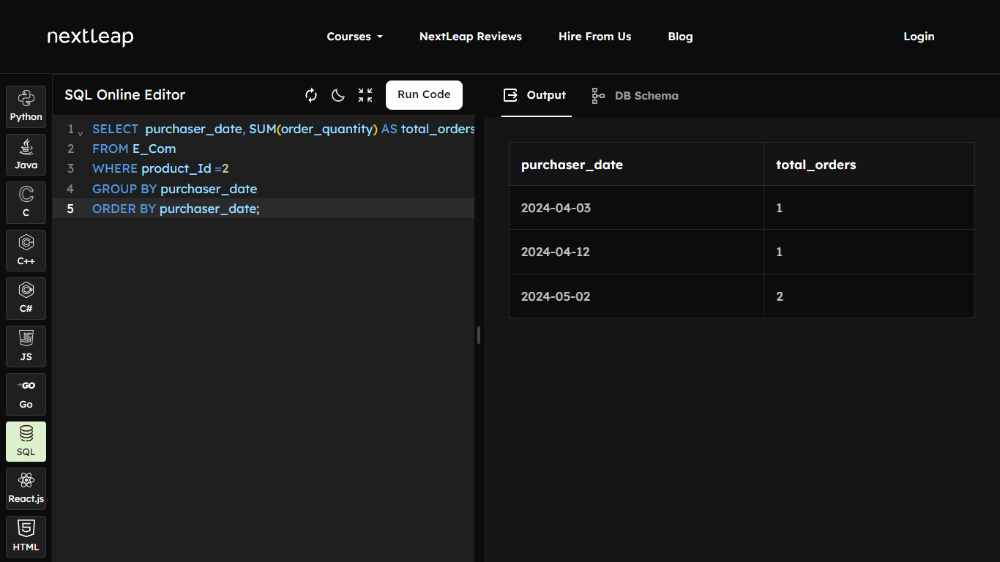 nextleap
Courses
NextLeap Reviews
Hire From Us
Blog
Login
Python
Java
C
C++
C#
JS
GO
Go
SQL
React.js
HTML
SQL Online Editor
Run Code
1 SELECT  purchaser_date, SUM(order_quantity) AS total_orders
2 FROM E_Com
3 WHERE product_Id =2
4 GROUP BY purchaser_date
5 ORDER BY purchaser_date;
Output
DB Schema
purchaser_date total_orders
2024-04-03 1
2024-04-12 1
2024-05-02 2